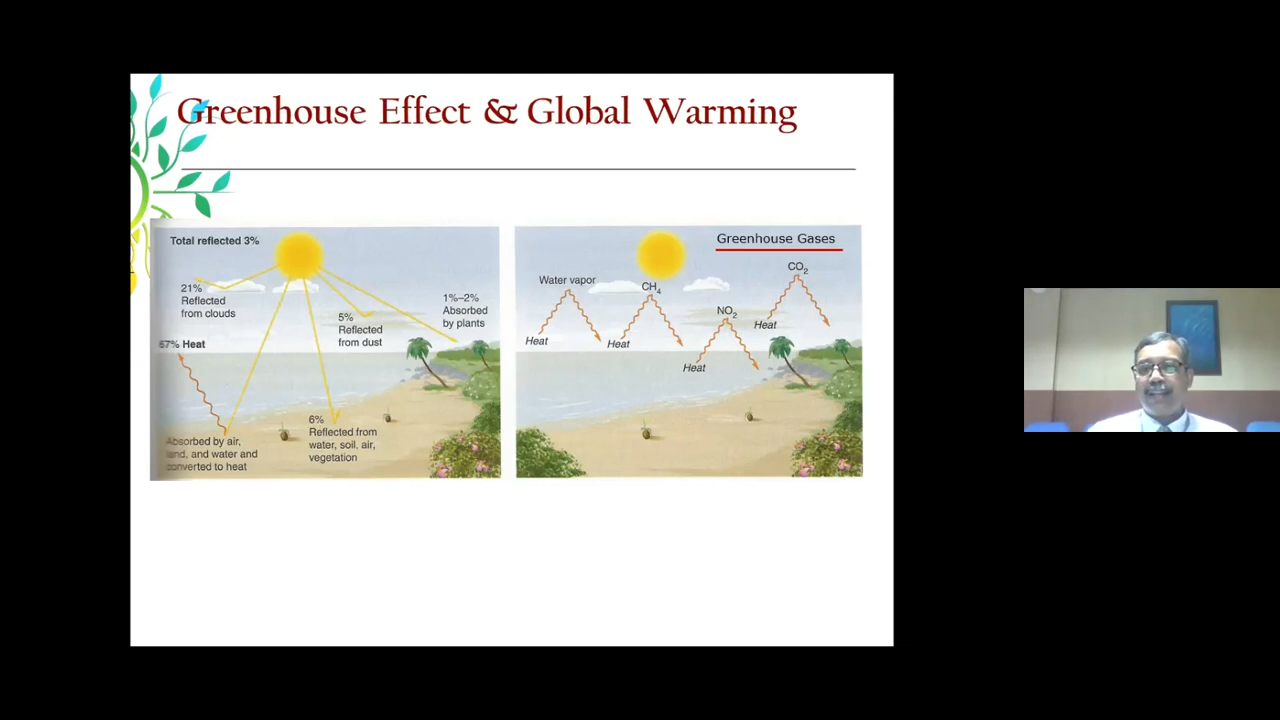 Greenhouse Effect & Global Warming
Total reflected 3%
21%
Reflected
from clouds
5%
Reflected
from dust
1%–2%
Absorbed
by plants
67% Heat
Absorbed by air,
land, and water and
converted to heat
6%
Reflected from
water, soil, air,
vegetation
Greenhouse Gases
Water vapor
CH₄
NO₂
CO₂
Heat
Heat
Heat
Heat